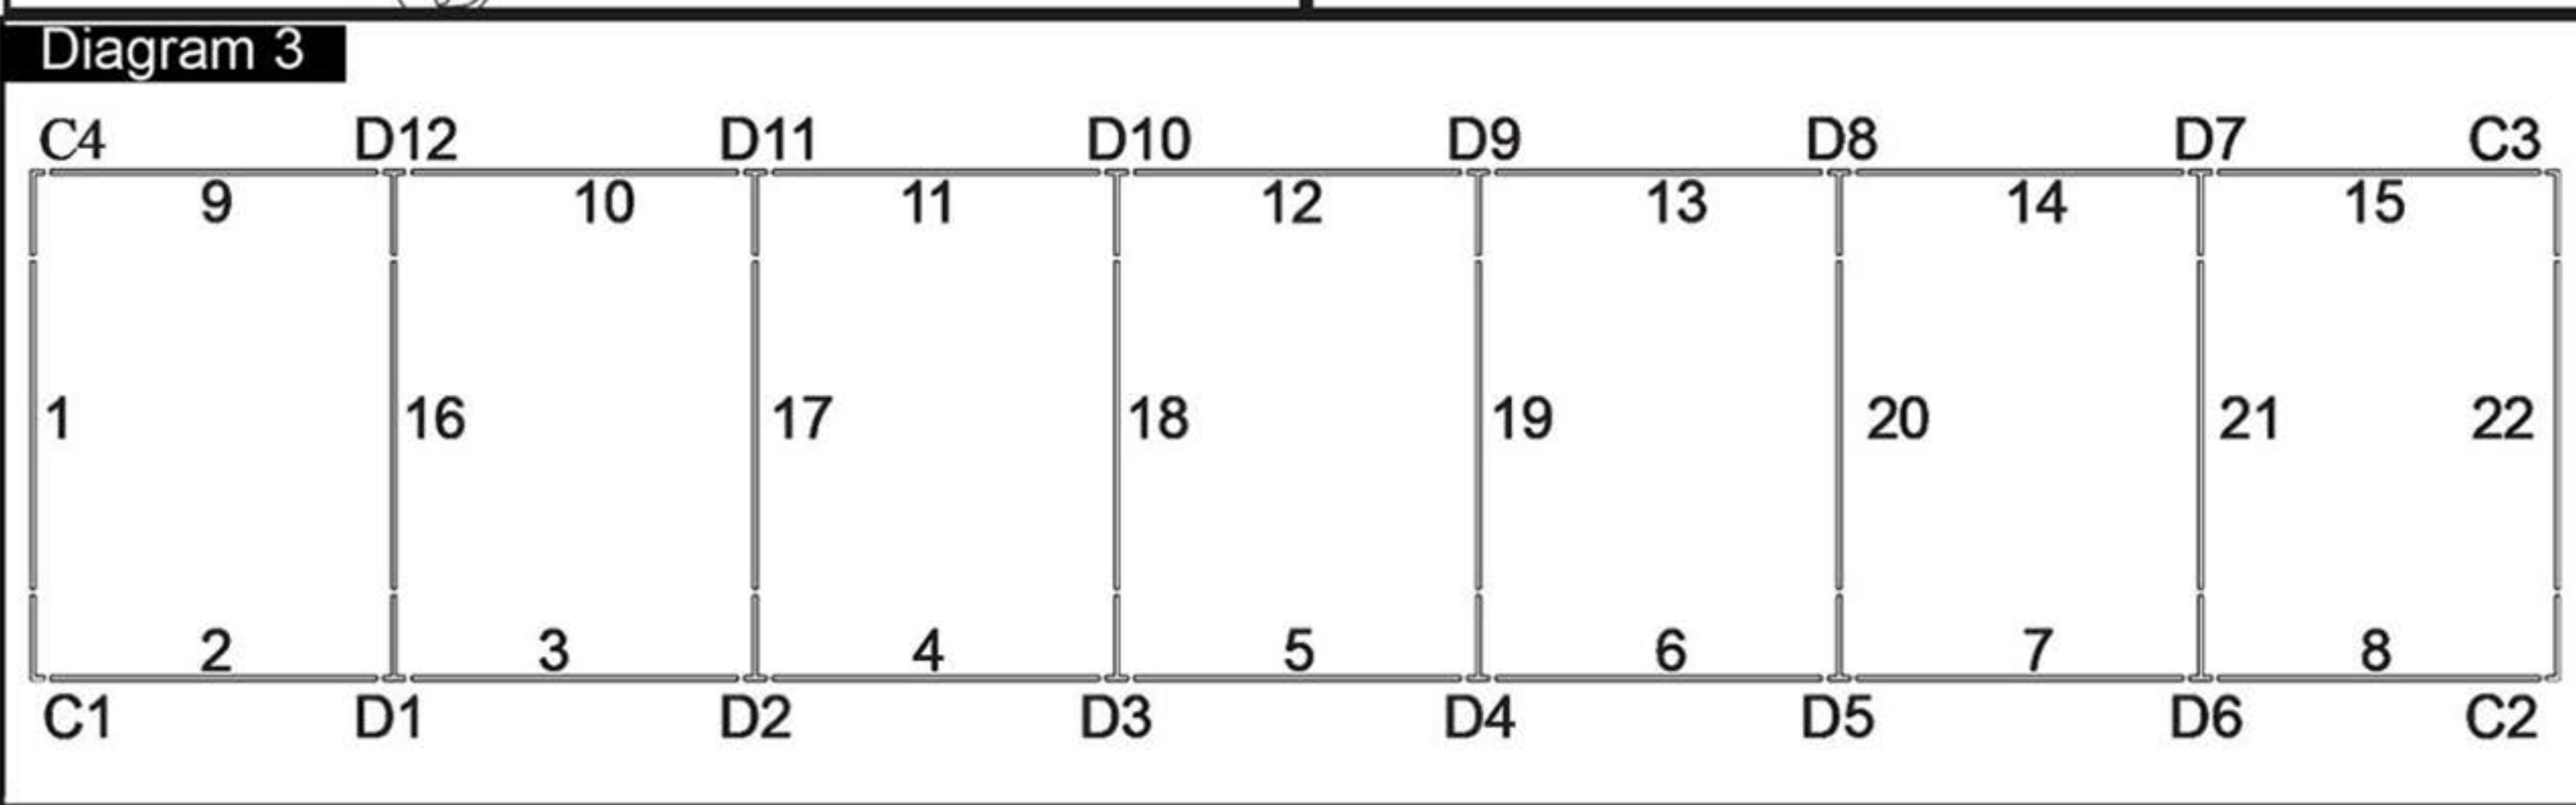 Diagram 3
C4 D12 D11 D10 D9 D8 D7 C3
9 10 11 12 13 14 15
1 16 17 18 19 20 21 22
2 3 4 5 6 7 8
C1 D1 D2 D3 D4 D5 D6 C2